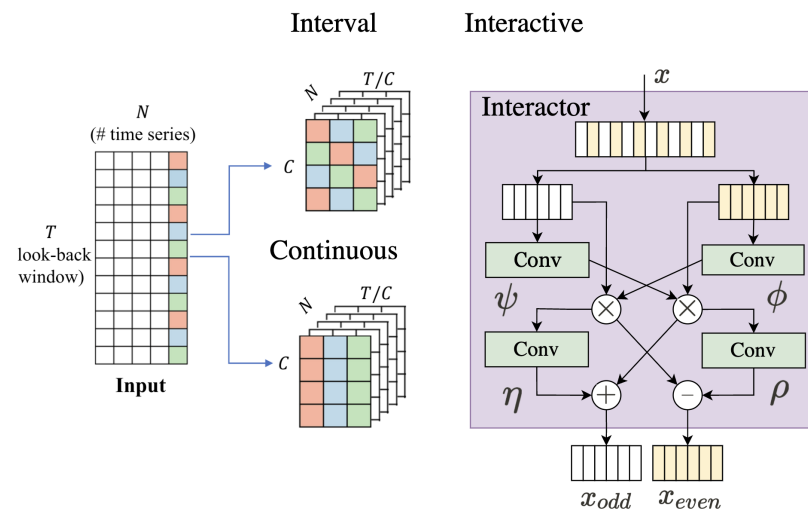 Interval
Interactive
N
T/C
N
(# time series)
C
T
look-back
window)
Input
Continuous
N
T/C
C
x
Interactor
Conv
Conv
ψ
ϕ
×
×
Conv
Conv
η
ρ
+
−
x_odd
x_even